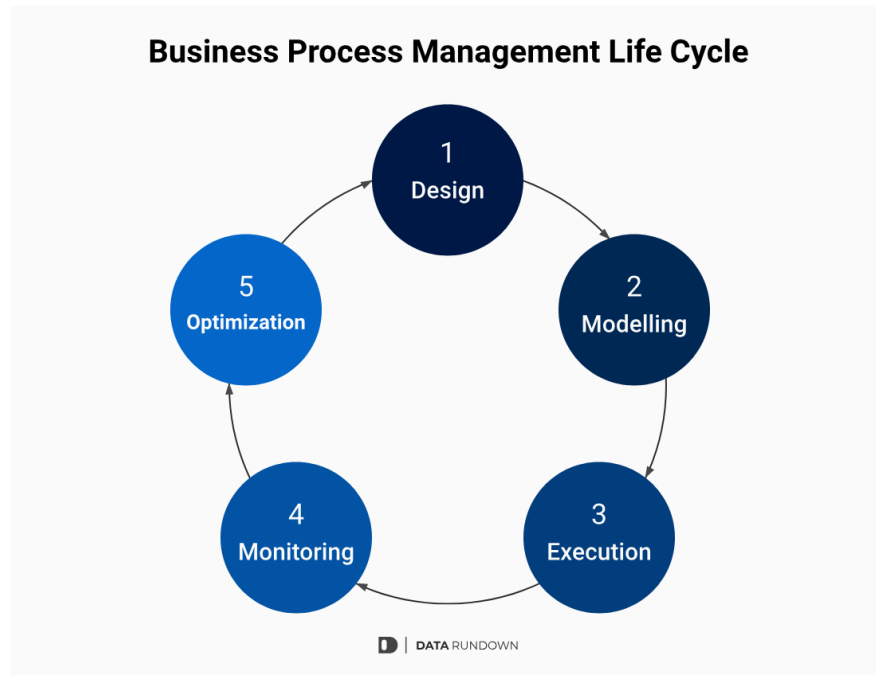 Business Process Management Life Cycle
1
Design
2
Modelling
3
Execution
4
Monitoring
5
Optimization
DATA RUNDOWN